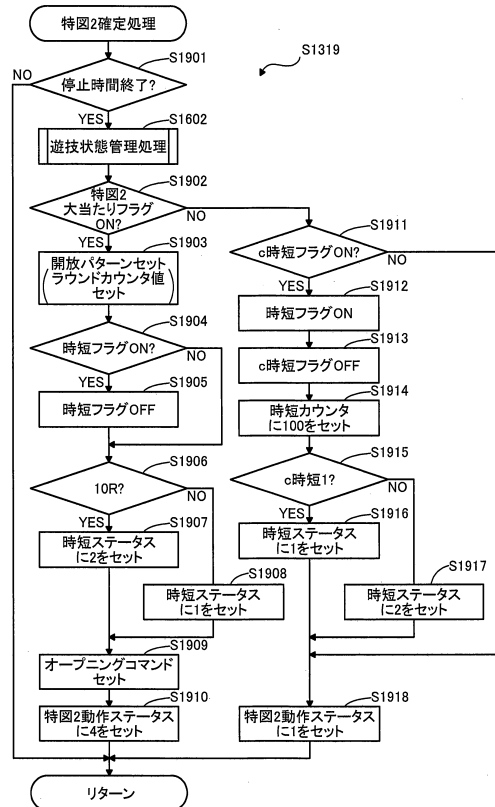 特図2確定処理
S1319
S1901
停止時間終了?
NO
YES
S1602
遊技状態管理処理
S1902
特図2
大当たりフラグ
ON?
NO
YES
S1903
開放パターンセット
(ラウンドカウンタ値)
セット
S1904
時短フラグON?
NO
YES
S1905
時短フラグOFF
S1906
10R?
NO
YES
S1907
時短ステータス
に2をセット
S1908
時短ステータス
に1をセット
S1909
オープニングコマンド
セット
S1910
特図2動作ステータス
に4をセット
S1911
c時短フラグON?
NO
YES
S1912
時短フラグON
S1913
c時短フラグOFF
S1914
時短カウンタ
に100をセット
S1915
c時短1?
NO
YES
S1916
時短ステータス
に1をセット
S1917
時短ステータス
に2をセット
S1918
特図2動作ステータス
に1をセット
リターン